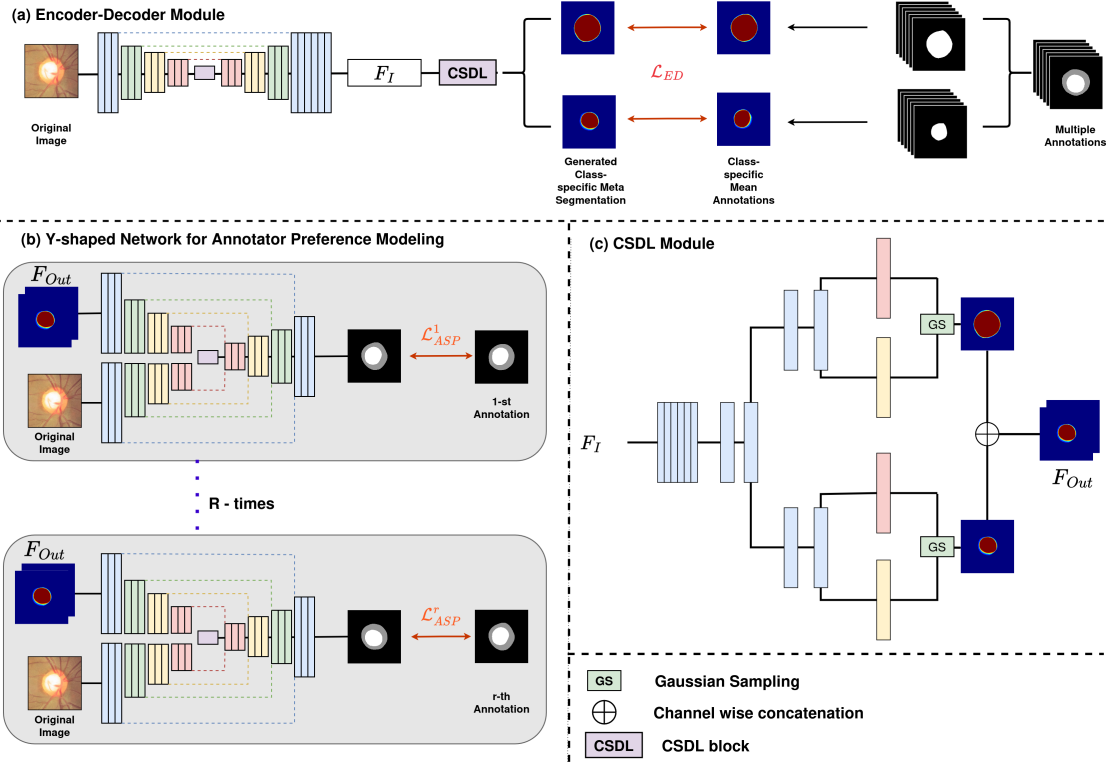 (a) Encoder-Decoder Module
Original
Image
F_I
CSDL
Generated
Class-
specific Meta
Segmentation
ℒ_ED
Class-
specific
Mean
Annotations
Multiple
Annotations
(b) Y-shaped Network for Annotator Preference Modeling
F_Out
Original
Image
ℒ^1_ASP
1-st
Annotation
R - times
F_Out
Original
Image
ℒ^r_ASP
r-th
Annotation
(c) CSDL Module
F_I
GS
GS
F_Out
GS Gaussian Sampling
Channel wise concatenation
CSDL CSDL block